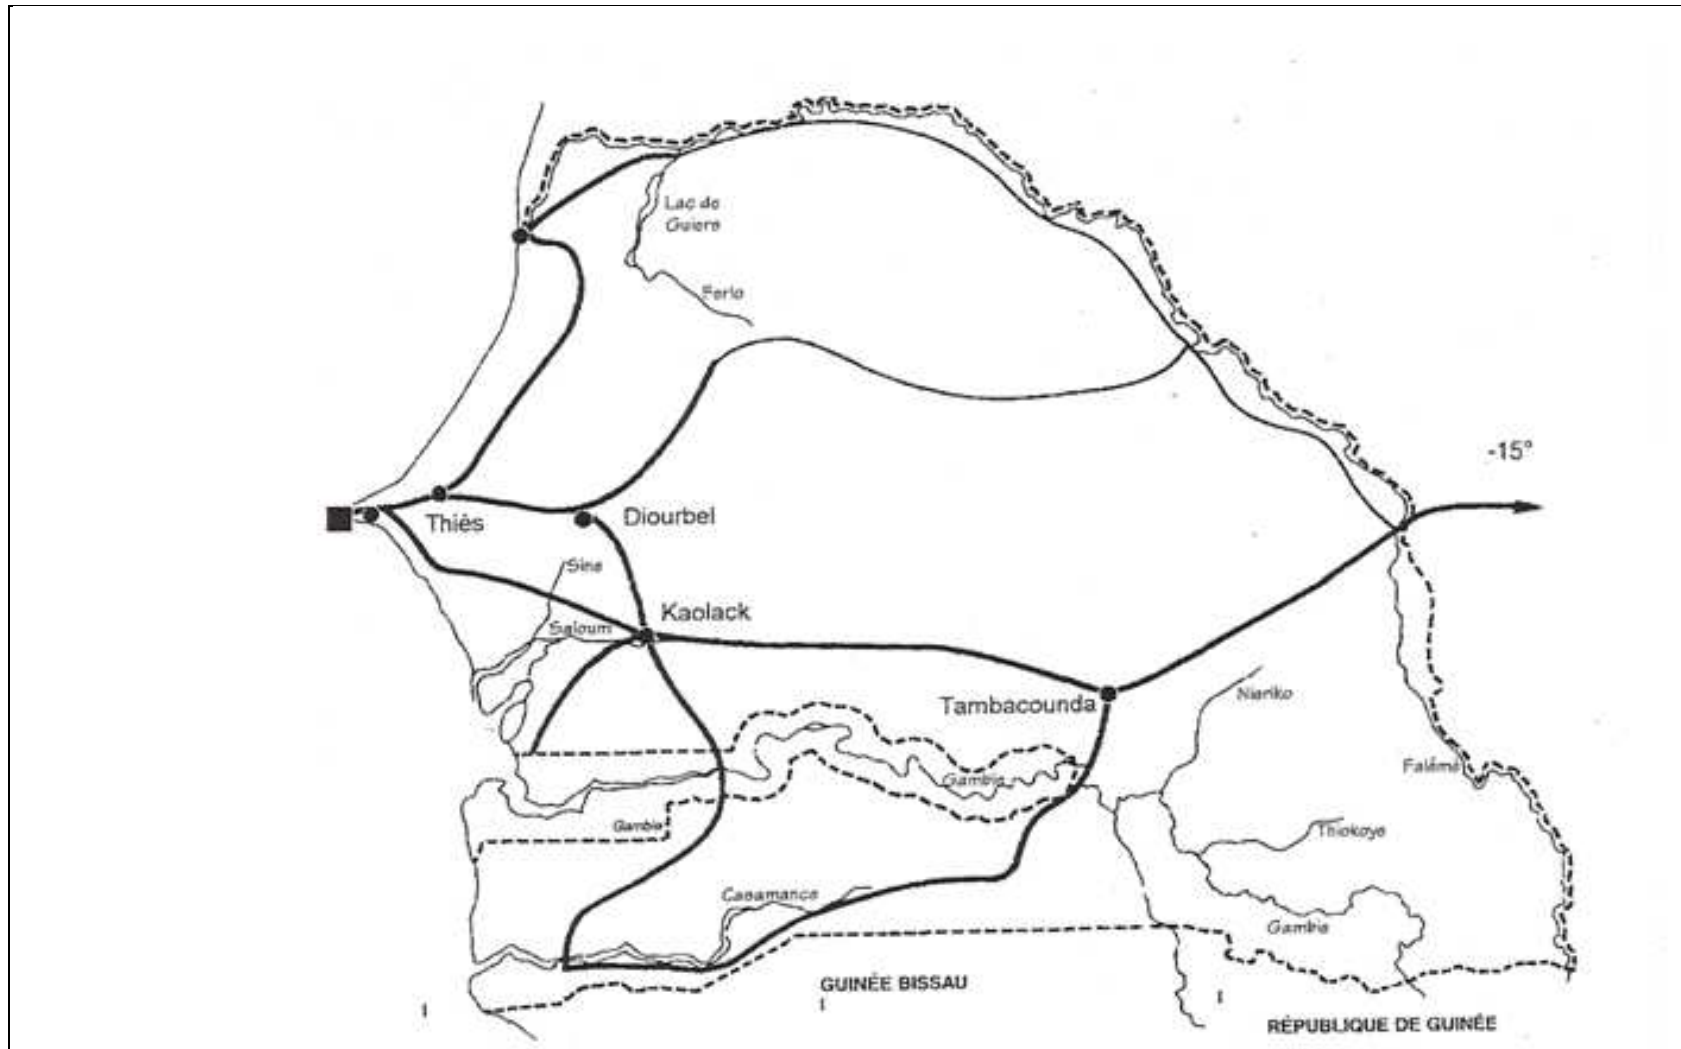 Lac de
Guiers
Ferlo
-15°
Thiès
Diourbel
Sine
Kaolack
Saloum
Tambacounda
Nieriko
Gambie
Falémé
Gambie
Thiokoye
Casamance
Gambie
GUINÉE BISSAU
RÉPUBLIQUE DE GUINÉE